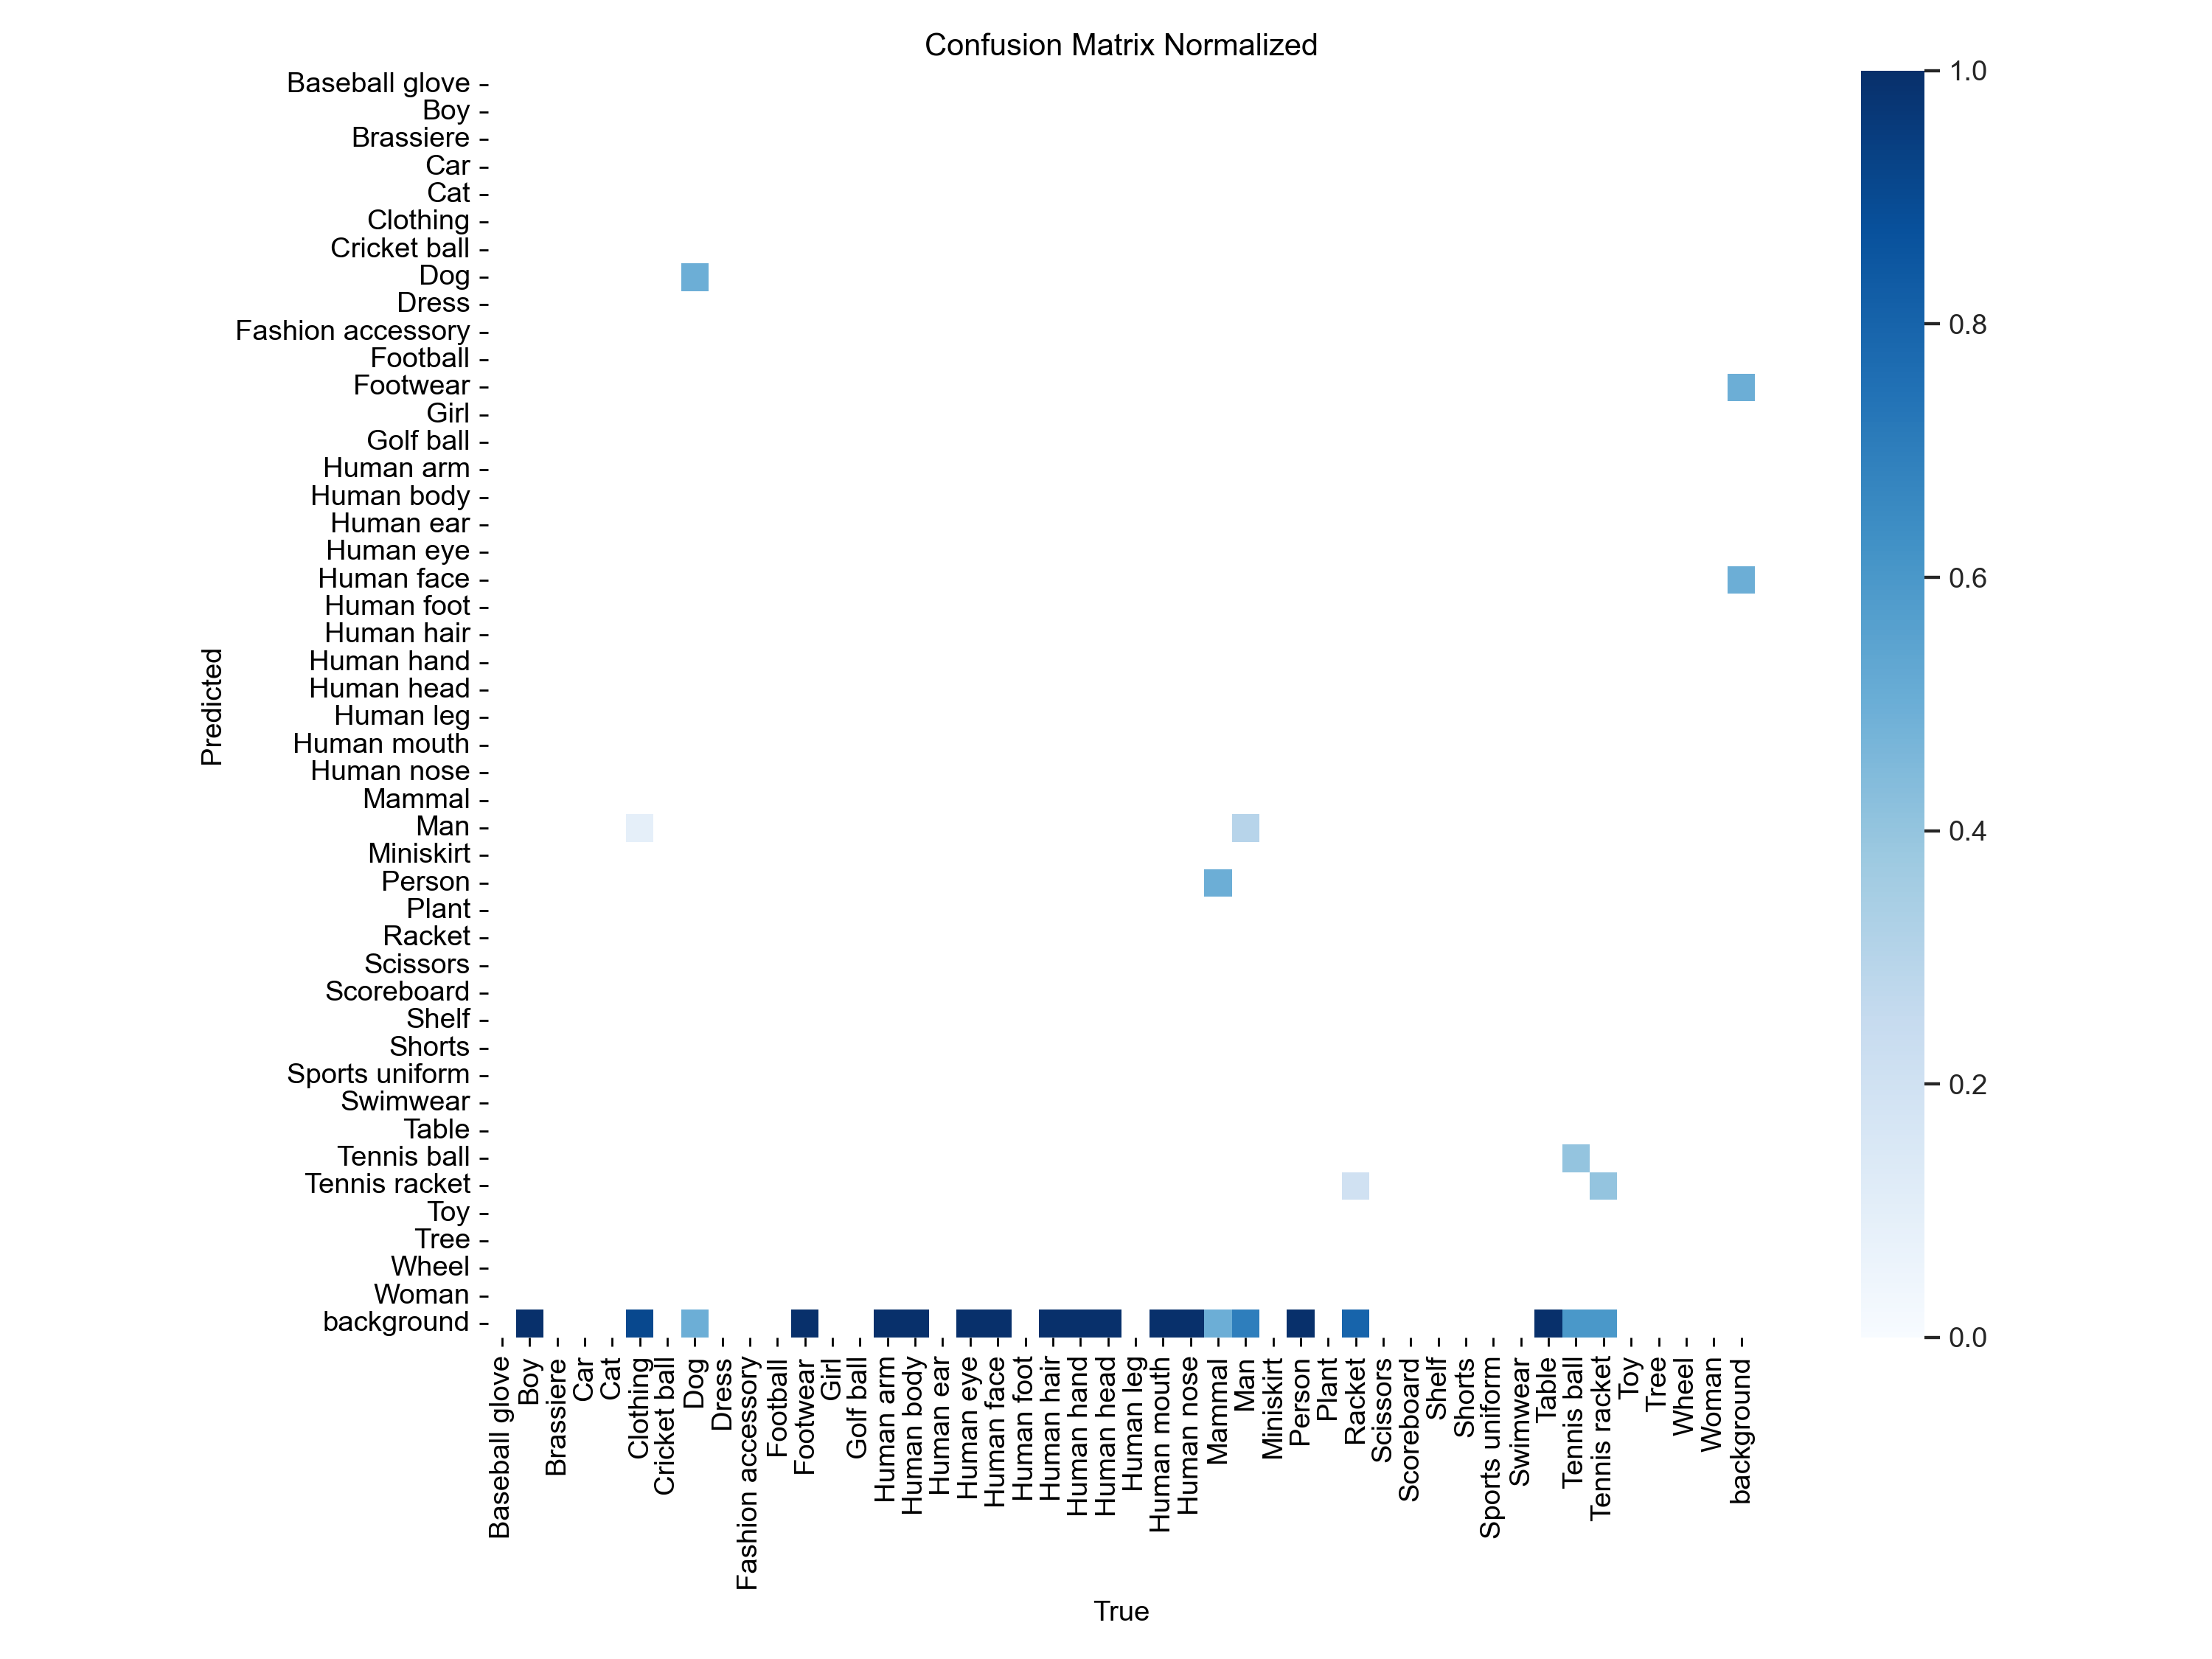 Confusion Matrix Normalized
Baseball glove
Boy
Brassiere
Car
Cat
Clothing
Cricket ball
Dog
Dress
Fashion accessory
Football
Footwear
Girl
Golf ball
Human arm
Human body
Human ear
Human eye
Human face
Human foot
Human hair
Human hand
Human head
Human leg
Human mouth
Human nose
Mammal
Man
Miniskirt
Person
Plant
Racket
Scissors
Scoreboard
Shelf
Shorts
Sports uniform
Swimwear
Table
Tennis ball
Tennis racket
Toy
Tree
Wheel
Woman
background
Predicted
Baseball glove
Boy
Brassiere
Car
Cat
Clothing
Cricket ball
Dog
Dress
Fashion accessory
Football
Footwear
Girl
Golf ball
Human arm
Human body
Human ear
Human eye
Human face
Human foot
Human hair
Human hand
Human head
Human leg
Human mouth
Human nose
Mammal
Man
Miniskirt
Person
Plant
Racket
Scissors
Scoreboard
Shelf
Shorts
Sports uniform
Swimwear
Table
Tennis ball
Tennis racket
Toy
Tree
Wheel
Woman
background
True
1.0
0.8
0.6
0.4
0.2
0.0